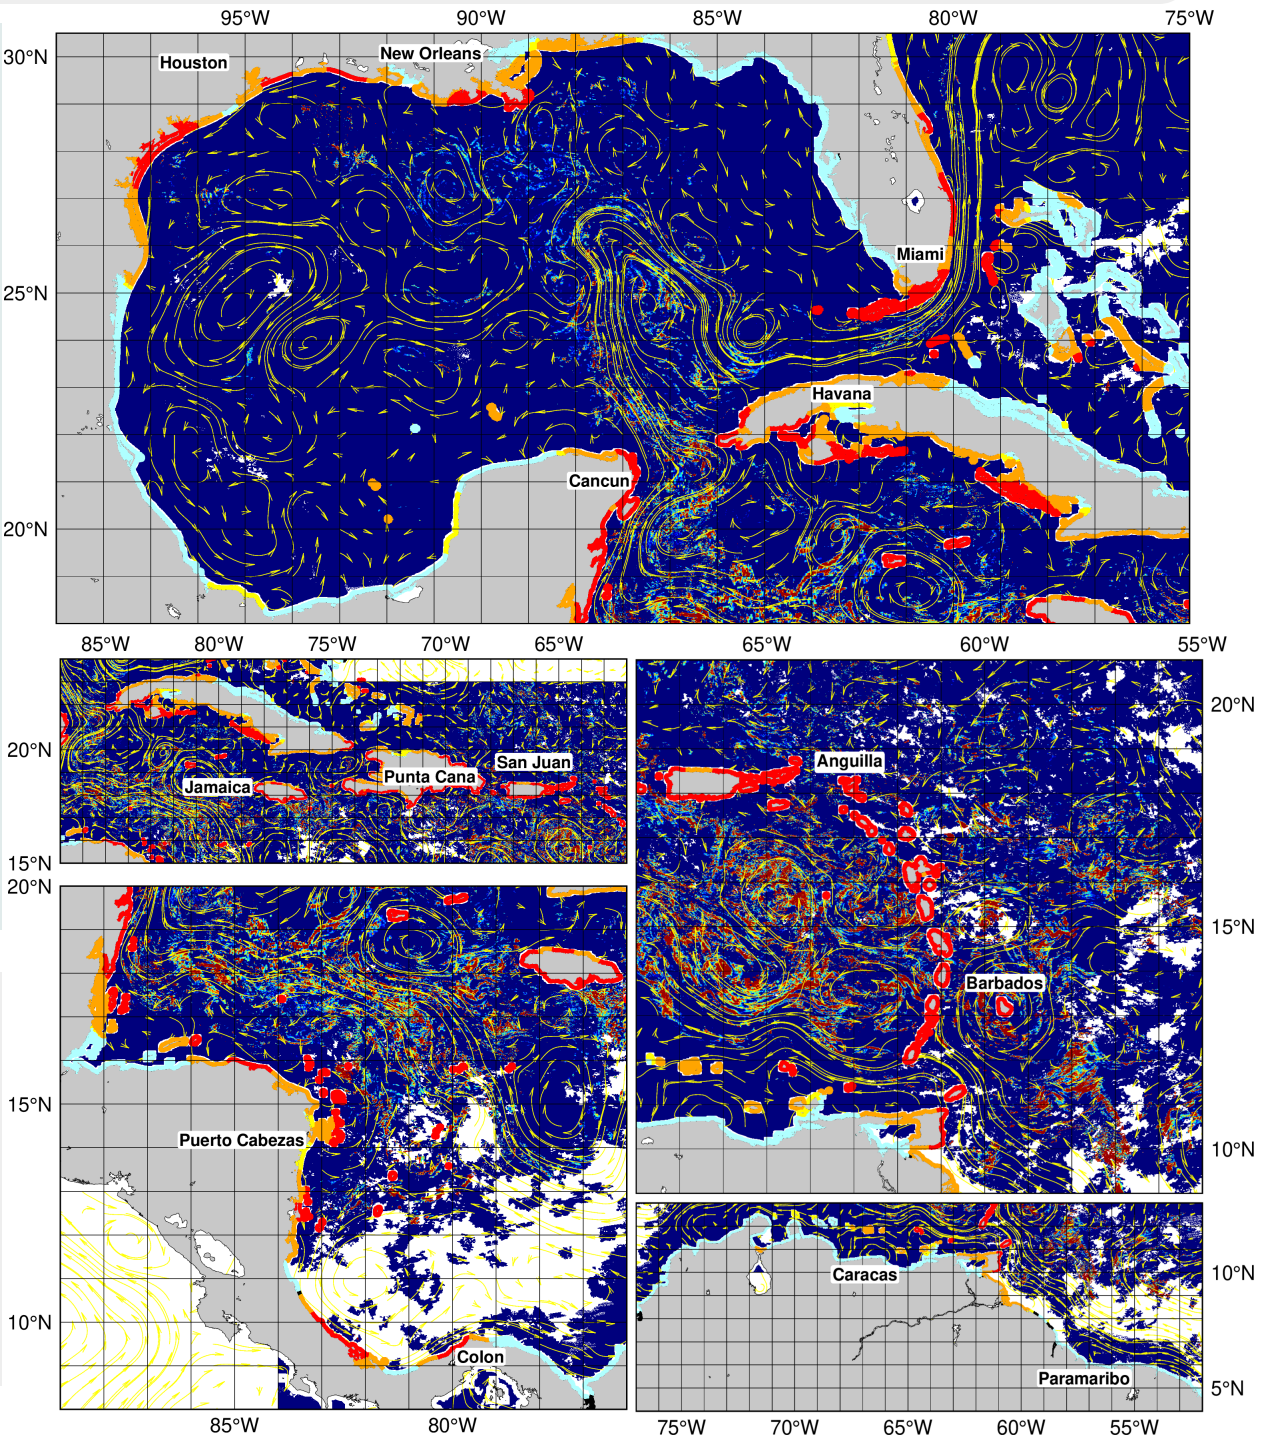 95°W 90°W 85°W 80°W 75°W
30°N
New Orleans
Houston
Miami
25°N
Havana
Cancun
20°N
85°W 80°W 75°W 70°W 65°W 65°W 60°W 55°W
20°N
20°N
San Juan
Anguilla
Punta Cana
Jamaica
15°N
20°N
15°N
Barbados
15°N
Puerto Cabezas
10°N
Caracas
10°N
10°N
Colon
Paramaribo
5°N
85°W 80°W
75°W 70°W 65°W 60°W 55°W